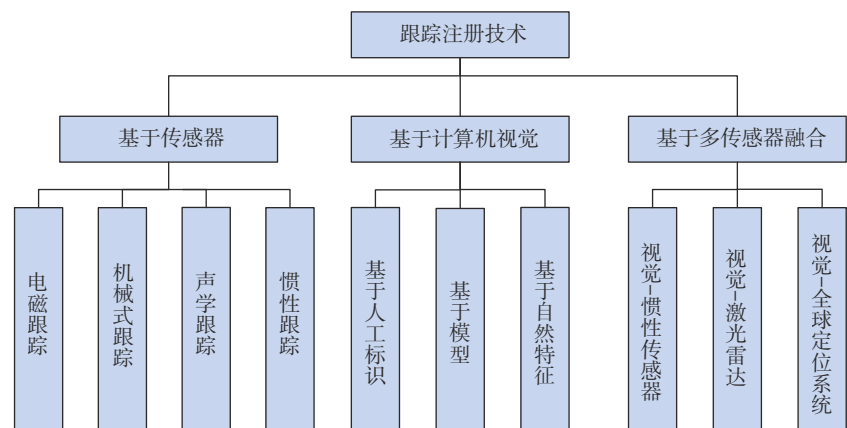 跟踪注册技术
基于传感器
基于计算机视觉
基于多传感器融合
电磁跟踪
机械式跟踪
声学跟踪
惯性跟踪
基于人工标识
基于模型
基于自然特征
视觉-惯性传感器
视觉-激光雷达
视觉-全球定位系统